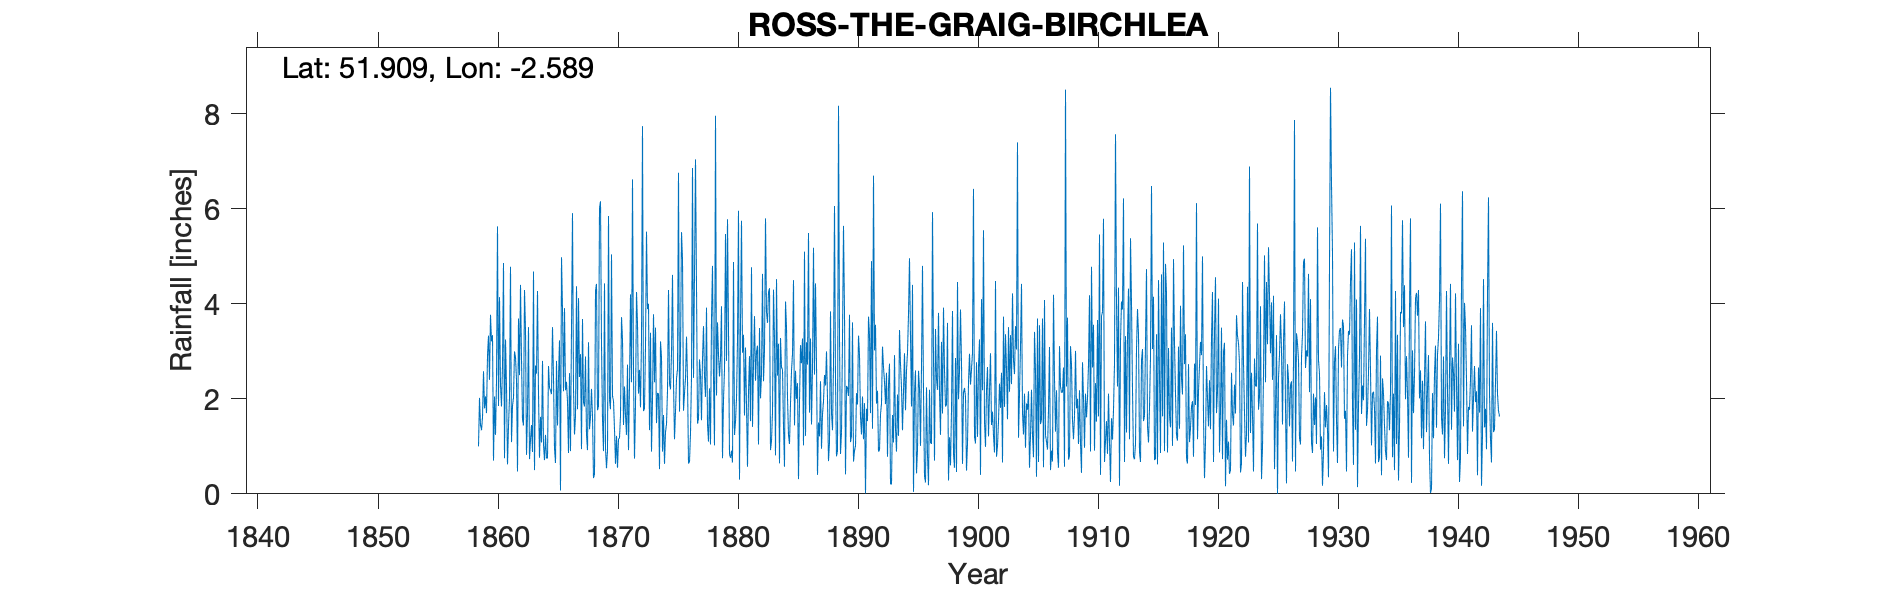 ROSS-THE-GRAIG-BIRCHLEA
Lat: 51.909, Lon: -2.589
8
6
4
2
0
Rainfall [inches]
1840 1850 1860 1870 1880 1890 1900 1910 1920 1930 1940 1950 1960
Year